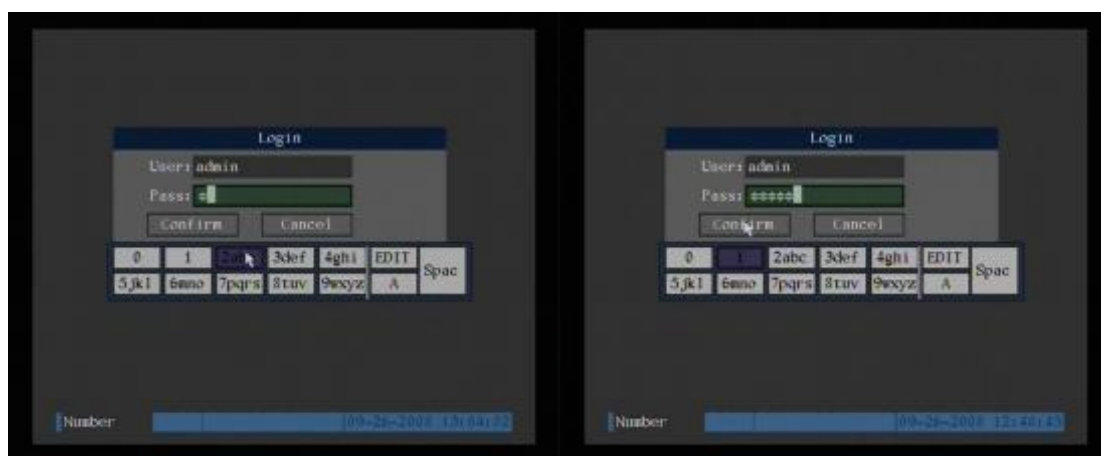 Login
User: admin
Pass: *
Confirm Cancel
0 1 2abc 3def 4ghi EDIT
Spac
5jkl 6mno 7pqrs 8tuv 9wxyz A
Number
Login
User: admin
Pass: *****
Confirm Cancel
0 1 2abc 3def 4ghi EDIT
Spac
5jkl 6mno 7pqrs 8tuv 9wxyz A
Number